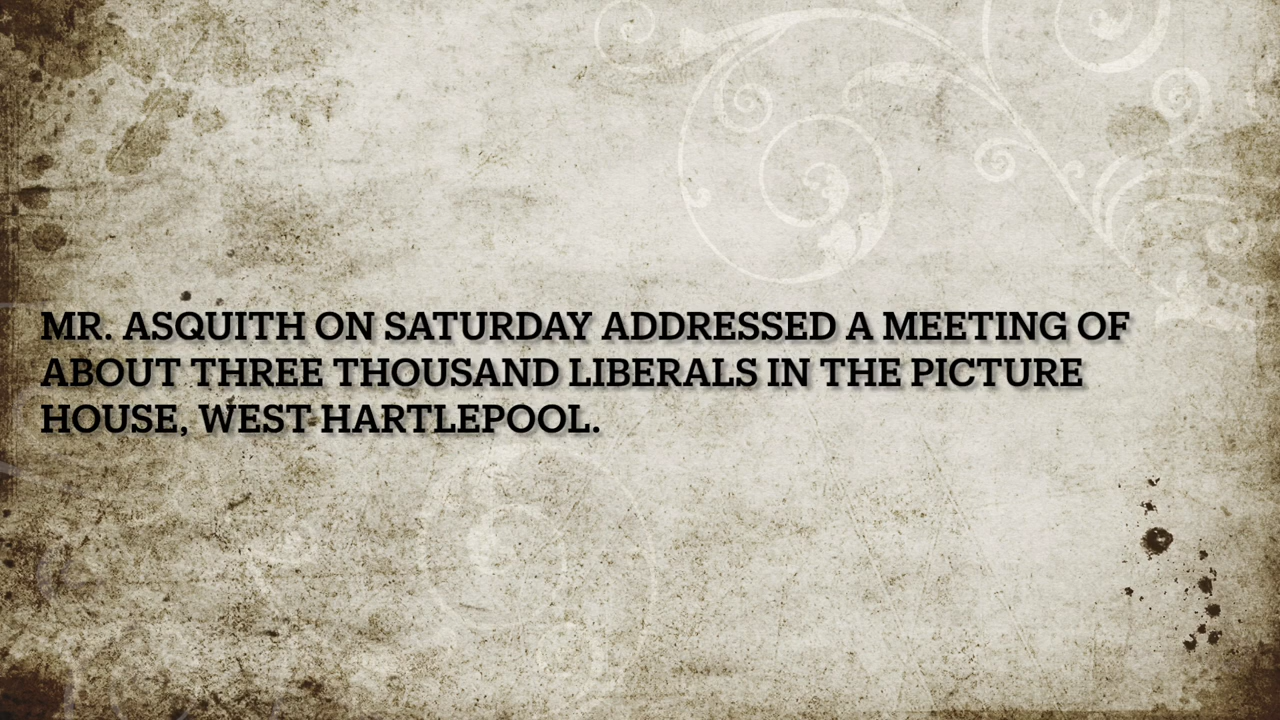 MR. ASQUITH ON SATURDAY ADDRESSED A MEETING OF
ABOUT THREE THOUSAND LIBERALS IN THE PICTURE
HOUSE, WEST HARTLEPOOL.